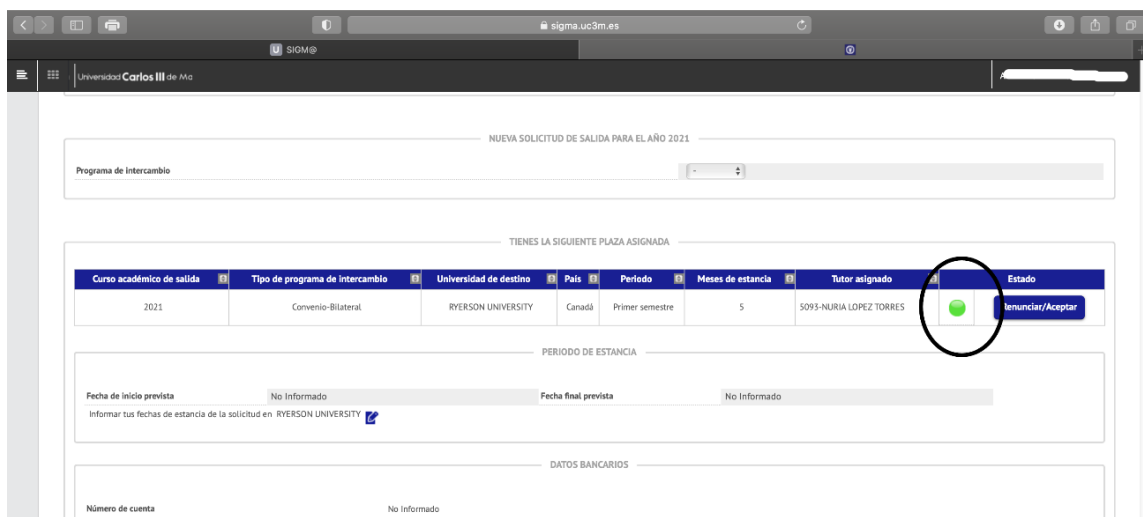 sigma.uc3m.es
U SIGM@
Universidad Carlos III de Ma
A
NUEVA SOLICITUD DE SALIDA PARA EL AÑO 2021
Programa de intercambio
-
TIENES LA SIGUIENTE PLAZA ASIGNADA
Curso académico de salida Tipo de programa de intercambio Universidad de destino País Periodo Meses de estancia Tutor asignado Estado
2021 Convenio-Bilateral RYERSON UNIVERSITY Canadá Primer semestre 5 5093-NURIA LOPEZ TORRES Renunciar/Aceptar
PERIODO DE ESTANCIA
Fecha de inicio prevista No Informado Fecha final prevista No Informado
Informar tus fechas de estancia de la solicitud en RYERSON UNIVERSITY
DATOS BANCARIOS
Número de cuenta No Informado